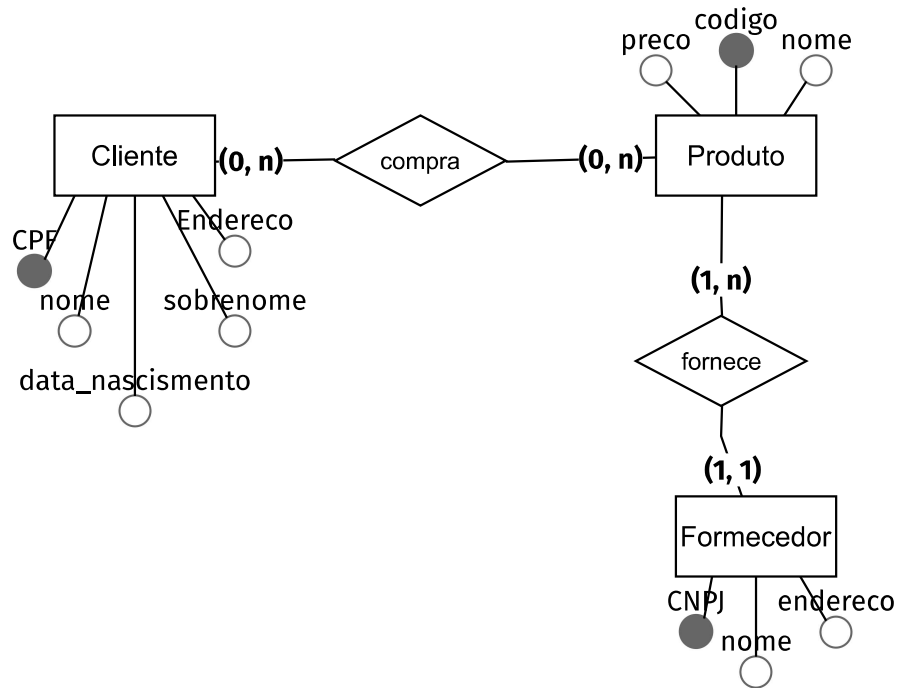 codigo
preco
nome
Cliente
(0, n)
compra
(0, n)
Produto
Endereco
CPF
nome
sobrenome
data_nascismento
(1, n)
fornece
(1, 1)
Formecedor
CNPJ
nome
endereco